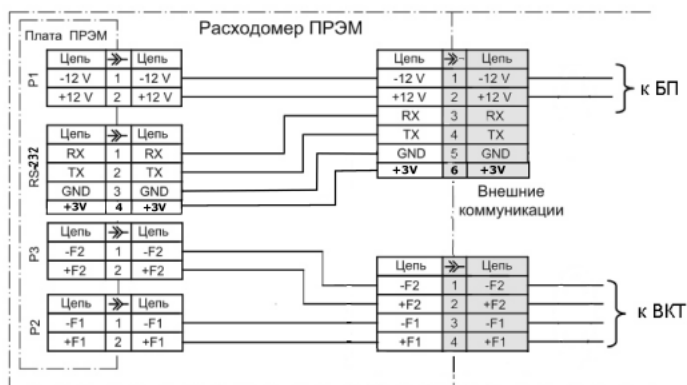 Расходомер ПРЭМ
Плата ПРЭМ
P1
Цепь Цепь
-12 V 1 -12 V
+12 V 2 +12 V
RS-232
Цепь Цепь
RX 1 RX
TX 2 TX
GND 3 GND
+3V 4 +3V
P3
Цепь Цепь
-F2 1 -F2
+F2 2 +F2
P2
Цепь Цепь
-F1 1 -F1
+F1 2 +F1
Цепь Цепь
-12 V 1 -12 V
+12 V 2 +12 V
RX 3 RX
TX 4 TX
GND 5 GND
+3V 6 +3V
к БП
Внешние
коммуникации
Цепь Цепь
-F2 1 -F2
+F2 2 +F2
-F1 3 -F1
+F1 4 +F1
к ВКТ